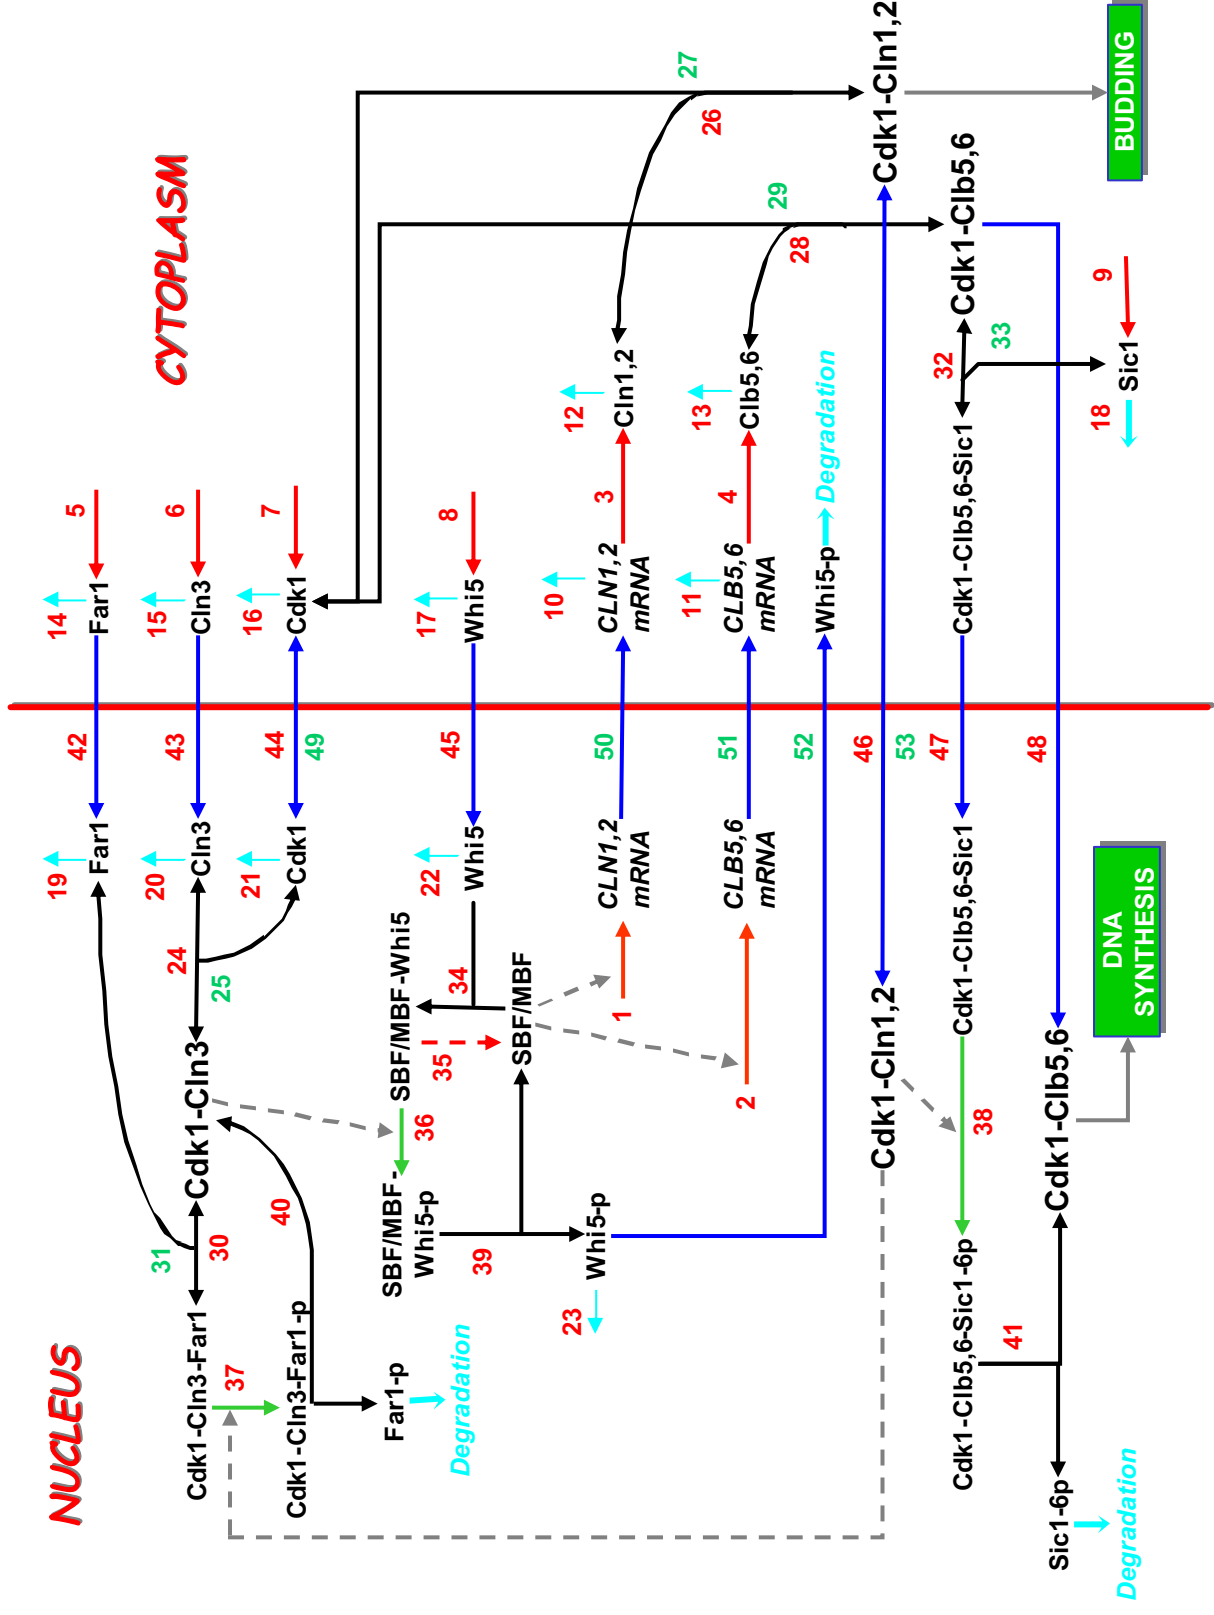 NUCLEUS
CYTOPLASM
19
42
14
5
Far1
Far1
31
20
43
15
6
24
Cdk1-Cln3-Far1
30
Cdk1-Cln3
25
Cln3
Cln3
37
40
21
44
16
7
Cdk1-Cln3-Far1-p
Cdk1
49
Cdk1
Far1-p
Degradation
SBF/MBF-
Whi5-p
36
SBF/MBF-Whi5
35
34
22
45
17
8
Whi5
Whi5
39
SBF/MBF
23
Whi5-p
1
CLN1,2
mRNA
50
10
CLN1,2
mRNA
3
12
Cln1,2
26
27
2
CLB5,6
mRNA
51
11
CLB5,6
mRNA
4
13
Clb5,6
28
29
52
Whi5-p
Degradation
Cdk1-Cln1,2
46
53
Cdk1-Cln1,2
Cdk1-Clb5,6-Sic1-6p
38
Cdk1-Clb5,6-Sic1
47
Cdk1-Clb5,6-Sic1
32
33
Cdk1-Clb5,6
41
48
Sic1-6p
Degradation
Cdk1-Clb5,6
18
Sic1
9
DNA
SYNTHESIS
BUDDING